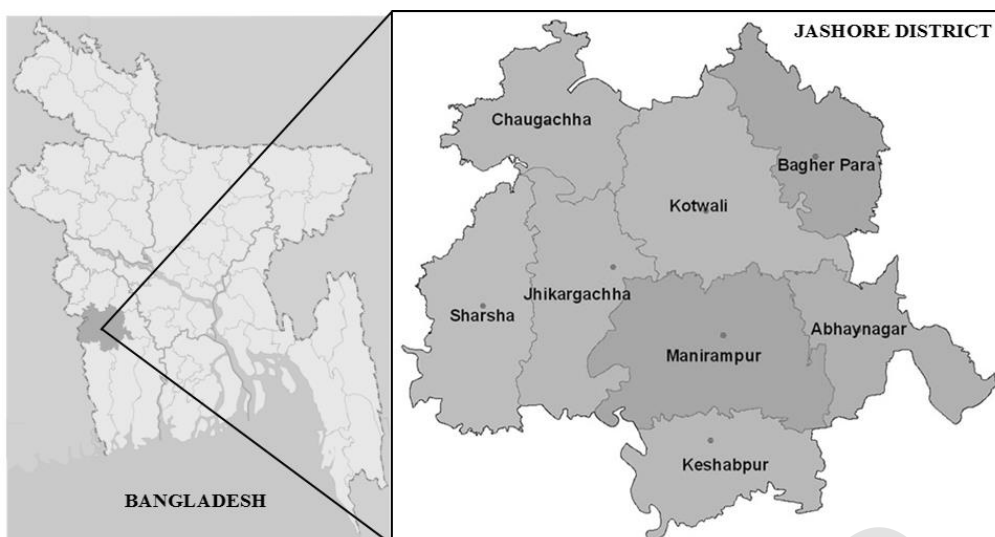 JASHORE DISTRICT
Chaugachha
Bagher Para
Kotwali
Jhikargachha
Sharsha
Abhaynagar
Manirampur
Keshabpur
BANGLADESH